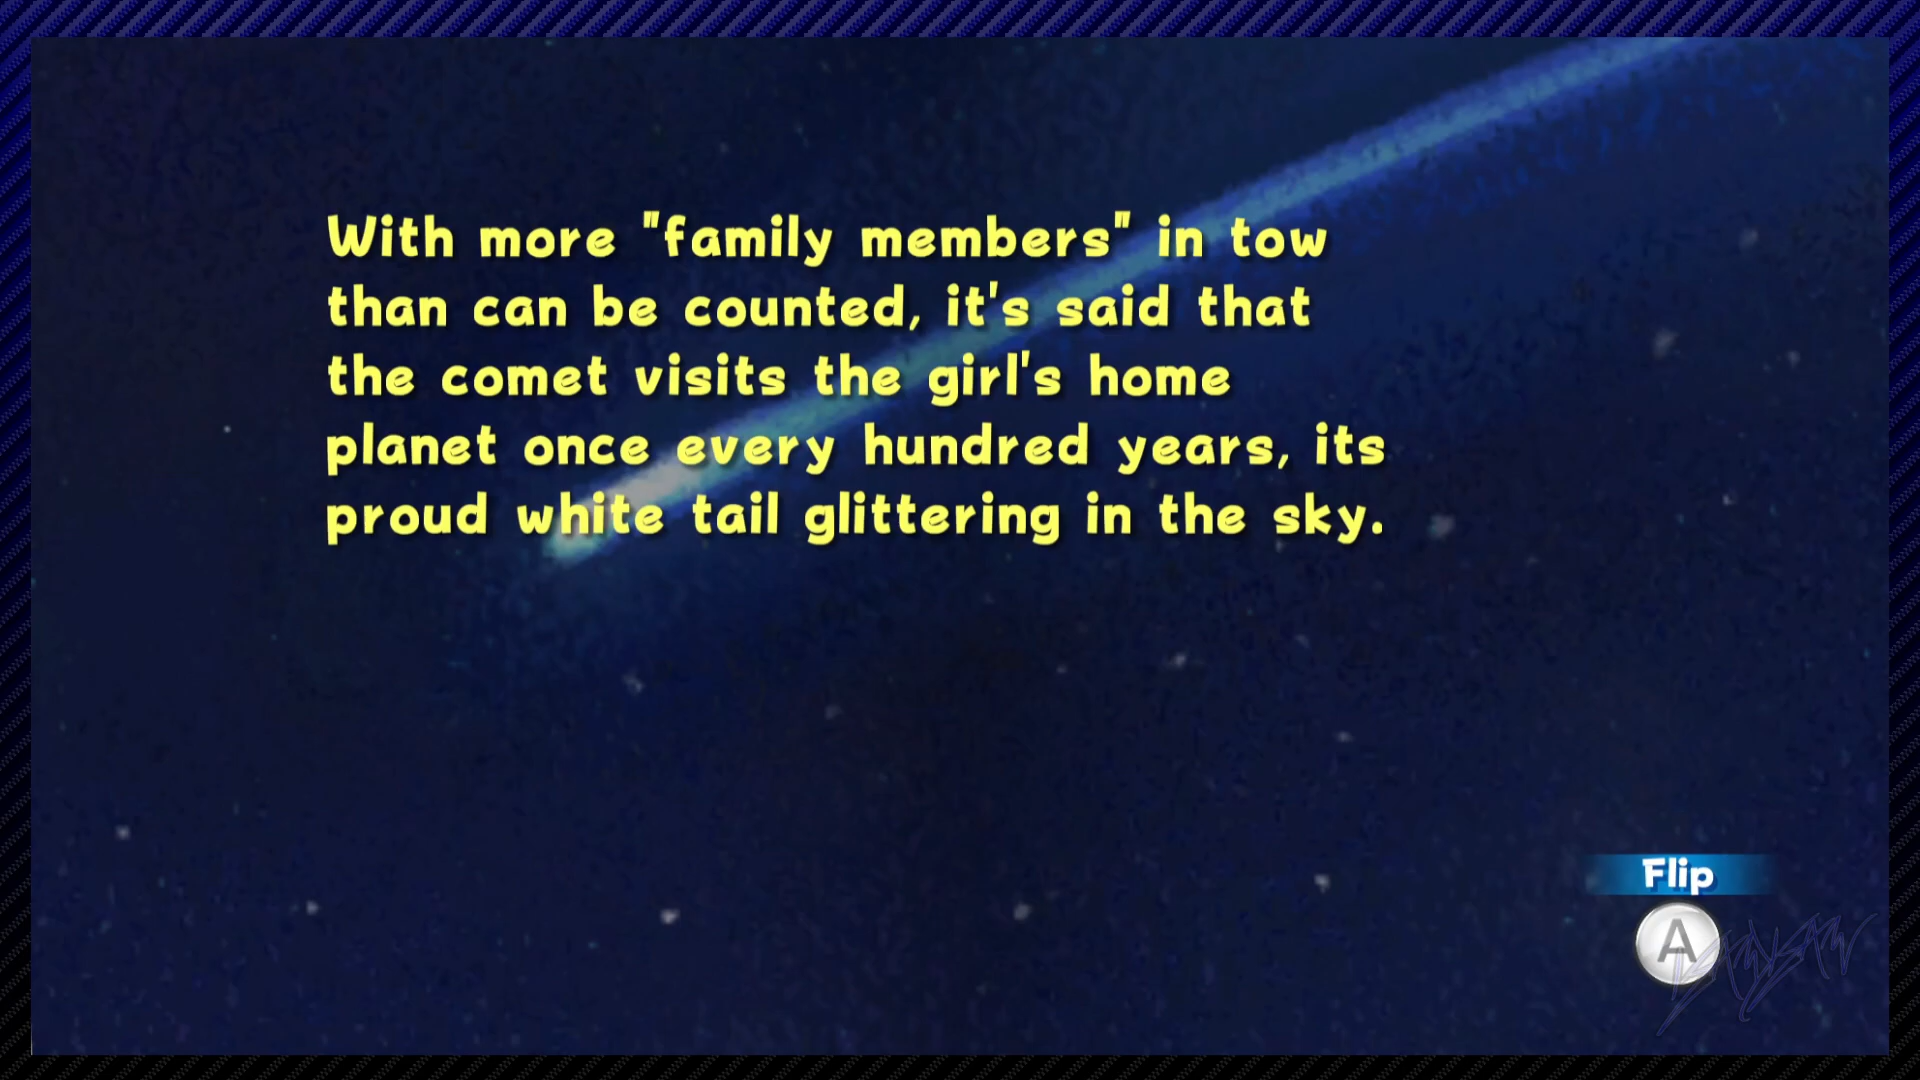 With more "family members" in tow
than can be counted, it's said that
the comet visits the girl's home
planet once every hundred years, its
proud white tail glittering in the sky.
Flip
A